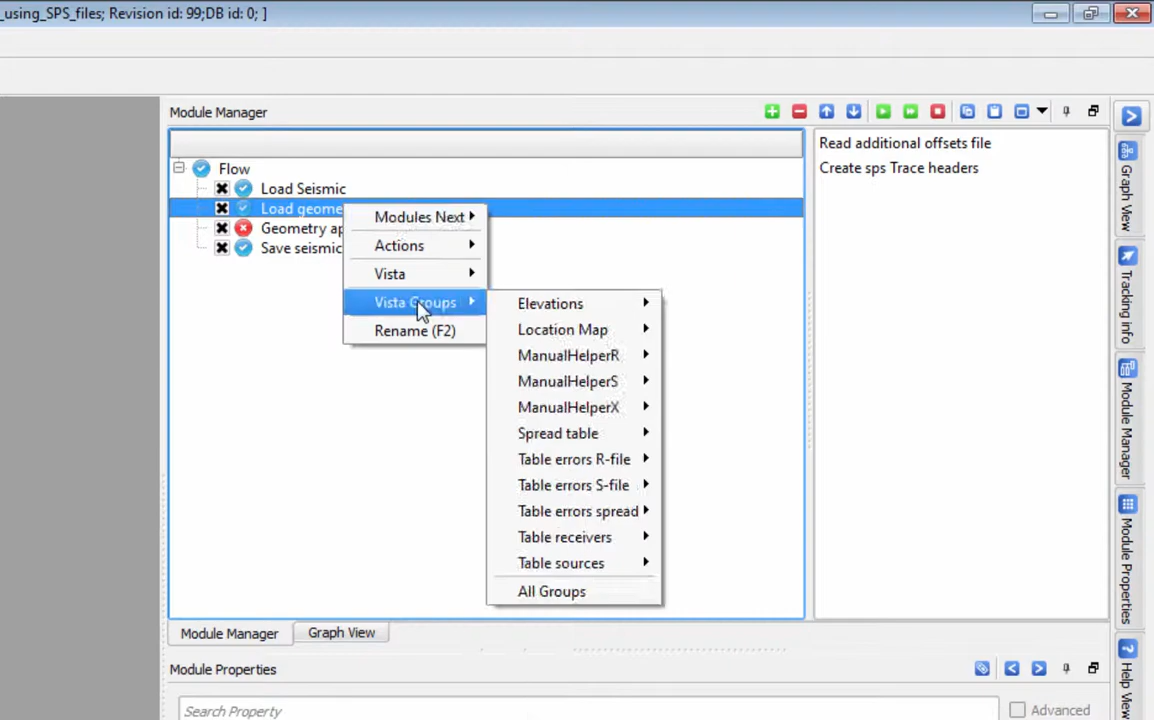 _using_SPS_files; Revision id: 99;DB id: 0; ]
Module Manager
Flow
Load Seismic
Load geome
Geometry ap
Save seismic
Modules Next
Actions
Vista
Vista Groups
Rename (F2)
Elevations
Location Map
ManualHelperR
ManualHelperS
ManualHelperX
Spread table
Table errors R-file
Table errors S-file
Table errors spread
Table receivers
Table sources
All Groups
Read additional offsets file
Create sps Trace headers
Graph View
Tracking info
Module Manager
Module Properties
Help View
Module Manager
Graph View
Module Properties
Search Property
Advanced